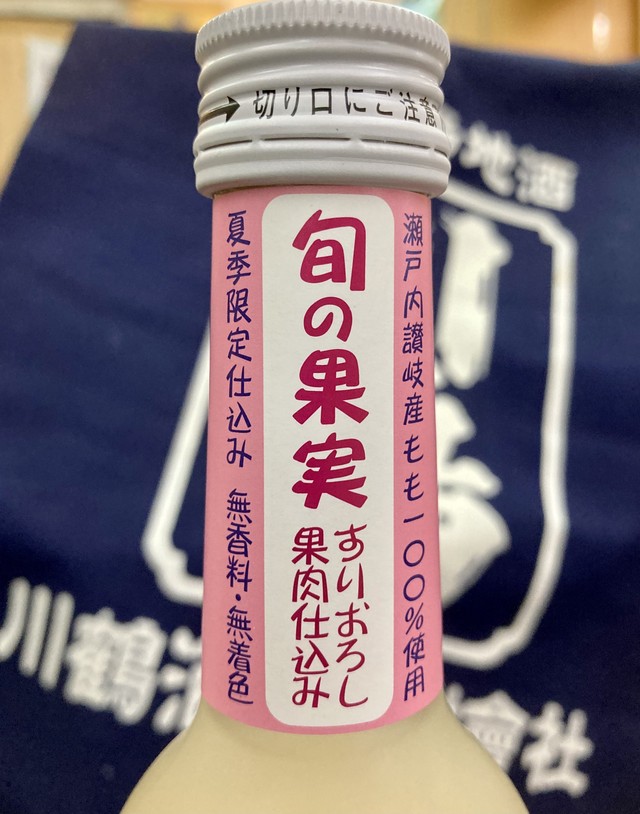 →切り口にご注意
瀬戸内讃岐産もも一〇〇%使用
旬の果実
すりおろし
果肉仕込み
夏季限定仕込み 無香料・無着色
地酒
川鶴
會社